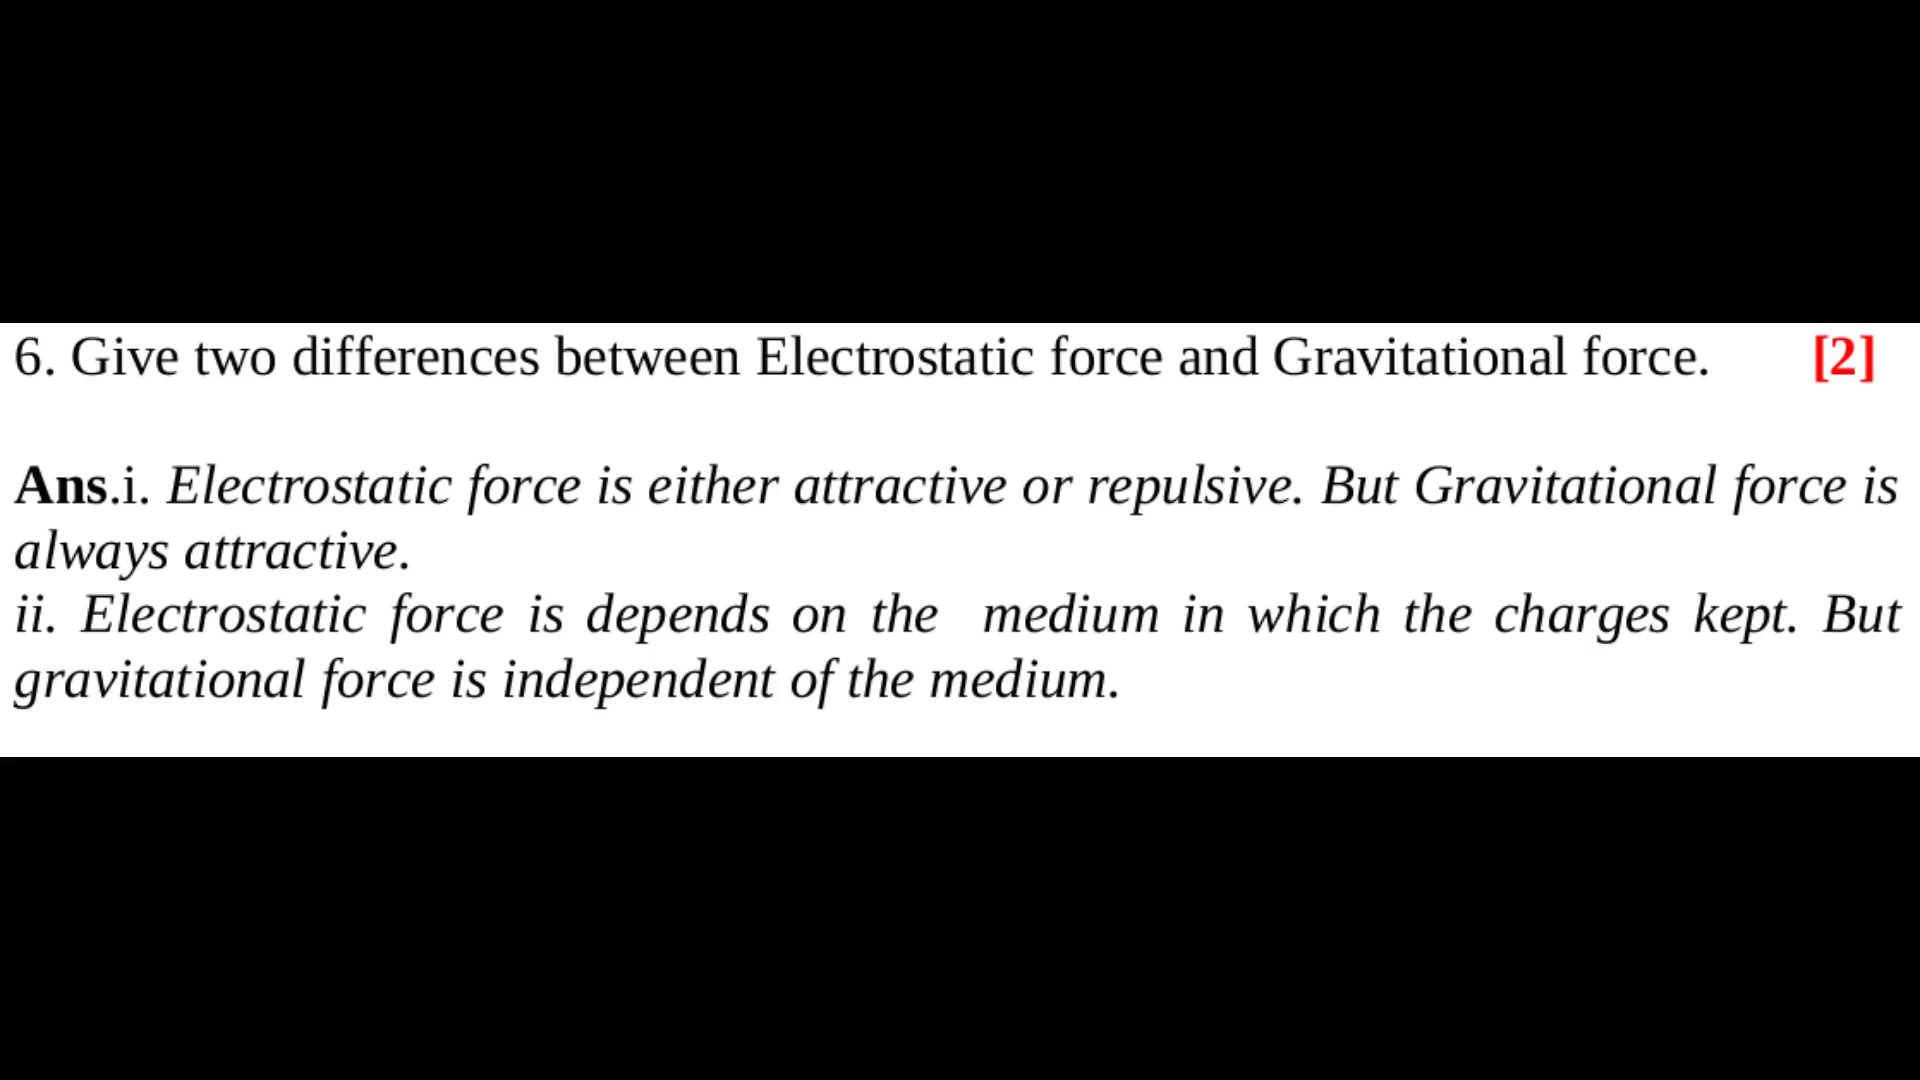 6. Give two differences between Electrostatic force and Gravitational force. [2]
Ans.i. Electrostatic force is either attractive or repulsive. But Gravitational force is
always attractive.
ii. Electrostatic force is depends on the medium in which the charges kept. But
gravitational force is independent of the medium.